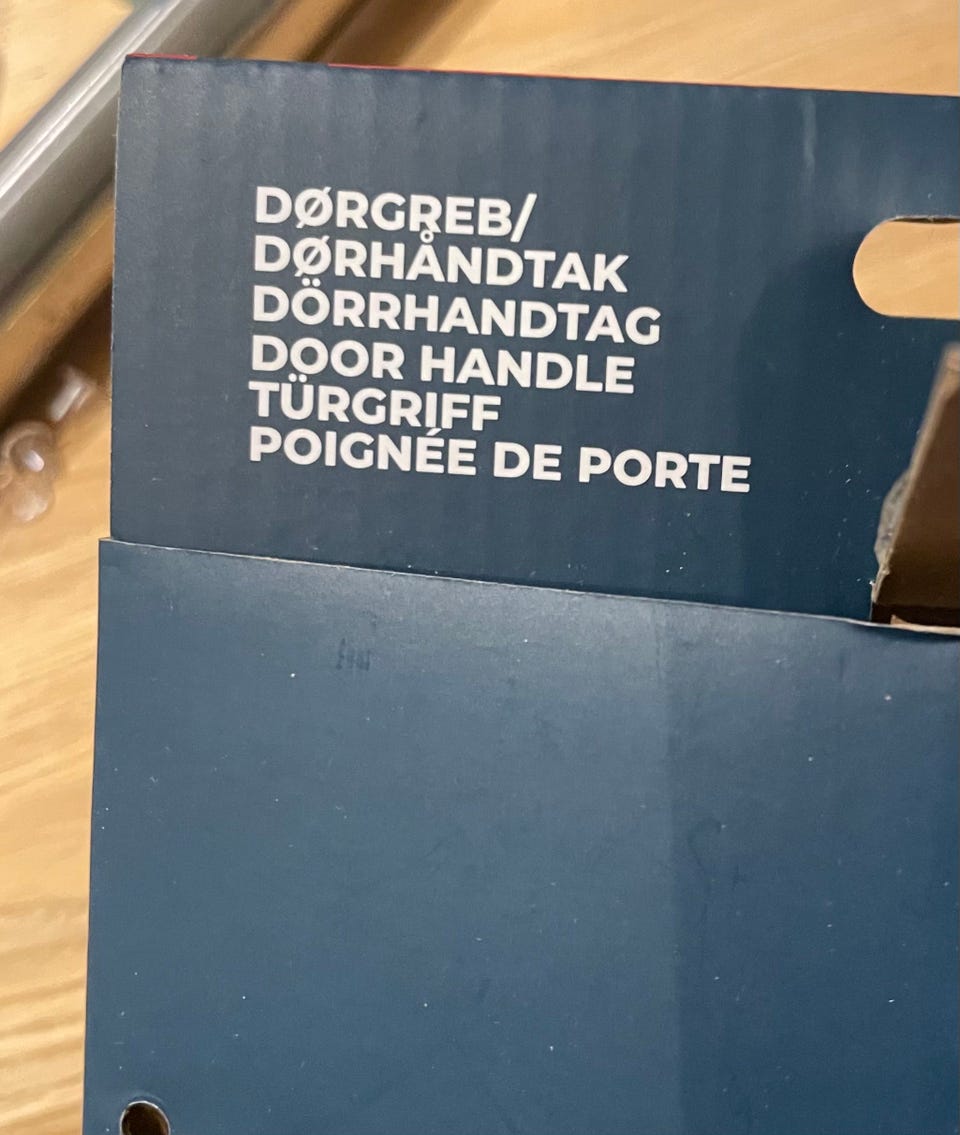 DØRGREB/
DØRHÅNDTAK
DÖRRHANDTAG
DOOR HANDLE
TÜRGRIFF
POIGNÉE DE PORTE